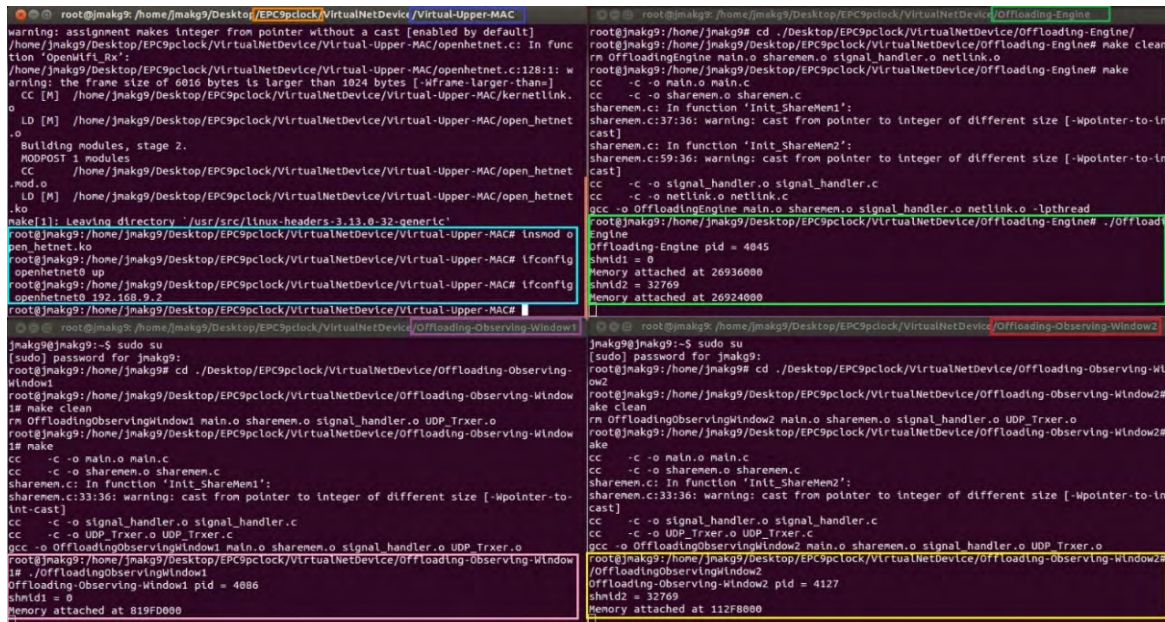 root@jmakg9: /home/jmakg9/Desktop/EPC9pclock/VirtualNetDevice/Virtual-Upper-MAC
warning: assignment makes integer from pointer without a cast [enabled by default]
/home/jmakg9/Desktop/EPC9pclock/VirtualNetDevice/Virtual-Upper-MAC/openhetnet.c: In func
tion ‘OpenWifi_Rx’:
/home/jmakg9/Desktop/EPC9pclock/VirtualNetDevice/Virtual-Upper-MAC/openhetnet.c:128:1: w
arning: the frame size of 6016 bytes is larger than 1024 bytes [-Wframe-larger-than=]
CC [M] /home/jmakg9/Desktop/EPC9pclock/VirtualNetDevice/Virtual-Upper-MAC/kernetlink.
o
LD [M] /home/jmakg9/Desktop/EPC9pclock/VirtualNetDevice/Virtual-Upper-MAC/open_hetnet
.o
Building modules, stage 2.
MODPOST 1 modules
CC /home/jmakg9/Desktop/EPC9pclock/VirtualNetDevice/Virtual-Upper-MAC/open_hetnet
.mod.o
LD [M] /home/jmakg9/Desktop/EPC9pclock/VirtualNetDevice/Virtual-Upper-MAC/open_hetnet
.ko
make[1]: Leaving directory `/usr/src/linux-headers-3.13.0-32-generic'
root@jmakg9:/home/jmakg9/Desktop/EPC9pclock/VirtualNetDevice/Virtual-Upper-MAC# insmod o
pen_hetnet.ko
root@jmakg9:/home/jmakg9/Desktop/EPC9pclock/VirtualNetDevice/Virtual-Upper-MAC# ifconfig
openhetnet0 up
root@jmakg9:/home/jmakg9/Desktop/EPC9pclock/VirtualNetDevice/Virtual-Upper-MAC# ifconfig
openhetnet0 192.168.9.2
root@jmakg9:/home/jmakg9/Desktop/EPC9pclock/VirtualNetDevice/Virtual-Upper-MAC#
root@jmakg9: /home/jmakg9/Desktop/EPC9pclock/VirtualNetDevice/Offloading-Engine
root@jmakg9:/home/jmakg9# cd ./Desktop/EPC9pclock/VirtualNetDevice/Offloading-Engine/
root@jmakg9:/home/jmakg9/Desktop/EPC9pclock/VirtualNetDevice/Offloading-Engine# make clean
rm OffloadingEngine main.o sharemem.o signal_handler.o netlink.o
root@jmakg9:/home/jmakg9/Desktop/EPC9pclock/VirtualNetDevice/Offloading-Engine# make
cc -c -o main.o main.c
cc -c -o sharemem.o sharemem.c
sharemem.c: In function ‘Init_ShareMem1’:
sharemem.c:37:36: warning: cast from pointer to integer of different size [-Wpointer-to-in
cast]
sharemem.c: In function ‘Init_ShareMem2’:
sharemem.c:59:36: warning: cast from pointer to integer of different size [-Wpointer-to-in
cast]
cc -c -o signal_handler.o signal_handler.c
cc -c -o netlink.o netlink.c
gcc -o OffloadingEngine main.o sharemem.o signal_handler.o netlink.o -lpthread
root@jmakg9:/home/jmakg9/Desktop/EPC9pclock/VirtualNetDevice/Offloading-Engine# ./Offloadi
Engine
Offloading-Engine pid = 4045
shmid1 = 0
Memory attached at 26936000
shmid2 = 32769
Memory attached at 26924000
root@jmakg9: /home/jmakg9/Desktop/EPC9pclock/VirtualNetDevice/Offloading-Observing-Window1
jmakg9@jmakg9:~$ sudo su
[sudo] password for jmakg9:
root@jmakg9:/home/jmakg9# cd ./Desktop/EPC9pclock/VirtualNetDevice/Offloading-Observing-
Window1
root@jmakg9:/home/jmakg9/Desktop/EPC9pclock/VirtualNetDevice/Offloading-Observing-Window
1# make clean
rm OffloadingObservingWindow1 main.o sharemem.o signal_handler.o UDP_Trxer.o
root@jmakg9:/home/jmakg9/Desktop/EPC9pclock/VirtualNetDevice/Offloading-Observing-Window
1# make
cc -c -o main.o main.c
cc -c -o sharemem.o sharemem.c
sharemem.c: In function ‘Init_ShareMem1’:
sharemem.c:33:36: warning: cast from pointer to integer of different size [-Wpointer-to-
int-cast]
cc -c -o signal_handler.o signal_handler.c
cc -c -o UDP_Trxer.o UDP_Trxer.c
gcc -o OffloadingObservingWindow1 main.o sharemem.o signal_handler.o UDP_Trxer.o
root@jmakg9:/home/jmakg9/Desktop/EPC9pclock/VirtualNetDevice/Offloading-Observing-Window
1# ./OffloadingObservingWindow1
Offloading-Observing-Window1 pid = 4086
shmid1 = 0
Memory attached at 819FD000
root@jmakg9: /home/jmakg9/Desktop/EPC9pclock/VirtualNetDevice/Offloading-Observing-Window2
jmakg9@jmakg9:~$ sudo su
[sudo] password for jmakg9:
root@jmakg9:/home/jmakg9# cd ./Desktop/EPC9pclock/VirtualNetDevice/Offloading-Observing-Wi
ow2
root@jmakg9:/home/jmakg9/Desktop/EPC9pclock/VirtualNetDevice/Offloading-Observing-Window2#
ake clean
rm OffloadingObservingWindow2 main.o sharemem.o signal_handler.o UDP_Trxer.o
root@jmakg9:/home/jmakg9/Desktop/EPC9pclock/VirtualNetDevice/Offloading-Observing-Window2#
ake
cc -c -o main.o main.c
cc -c -o sharemem.o sharemem.c
sharemem.c: In function ‘Init_ShareMem2’:
sharemem.c:33:36: warning: cast from pointer to integer of different size [-Wpointer-to-in
cast]
cc -c -o signal_handler.o signal_handler.c
cc -c -o UDP_Trxer.o UDP_Trxer.c
gcc -o OffloadingObservingWindow2 main.o sharemem.o signal_handler.o UDP_Trxer.o
root@jmakg9:/home/jmakg9/Desktop/EPC9pclock/VirtualNetDevice/Offloading-Observing-Window2#
/OffloadingObservingWindow2
Offloading-Observing-Window2 pid = 4127
shmid2 = 32769
Memory attached at 112F8000